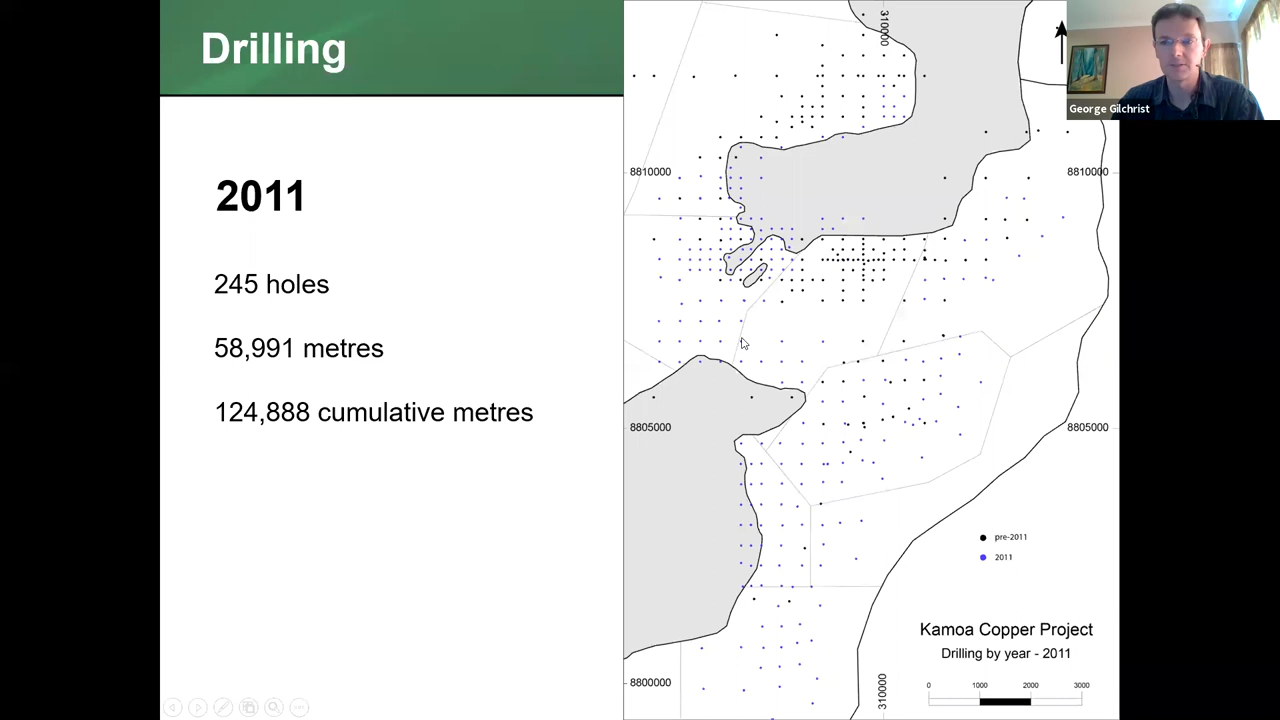 Drilling
2011
245 holes
58,991 metres
124,888 cumulative metres
310000
8810000
8810000
8805000
8805000
pre-2011
2011
Kamoa Copper Project
Drilling by year - 2011
0 1000 2000 3000
8800000
310000
George Gilchrist